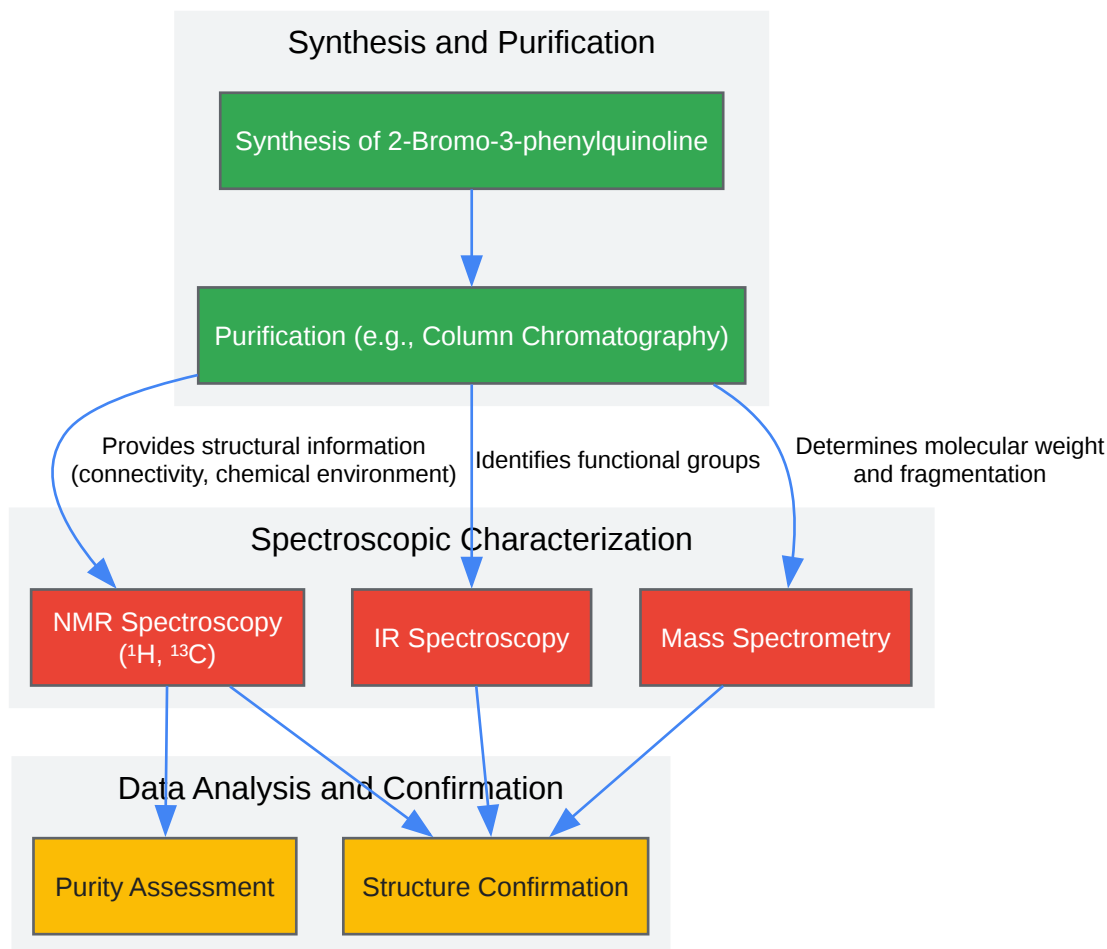 Synthesis and Purification
Synthesis of 2-Bromo-3-phenylquinoline
Purification (e.g., Column Chromatography)
Provides structural information
(connectivity, chemical environment)
Identifies functional groups
Determines molecular weight
and fragmentation
Spectroscopic Characterization
NMR Spectroscopy
(¹H, ¹³C)
IR Spectroscopy
Mass Spectrometry
Data Analysis and Confirmation
Purity Assessment
Structure Confirmation